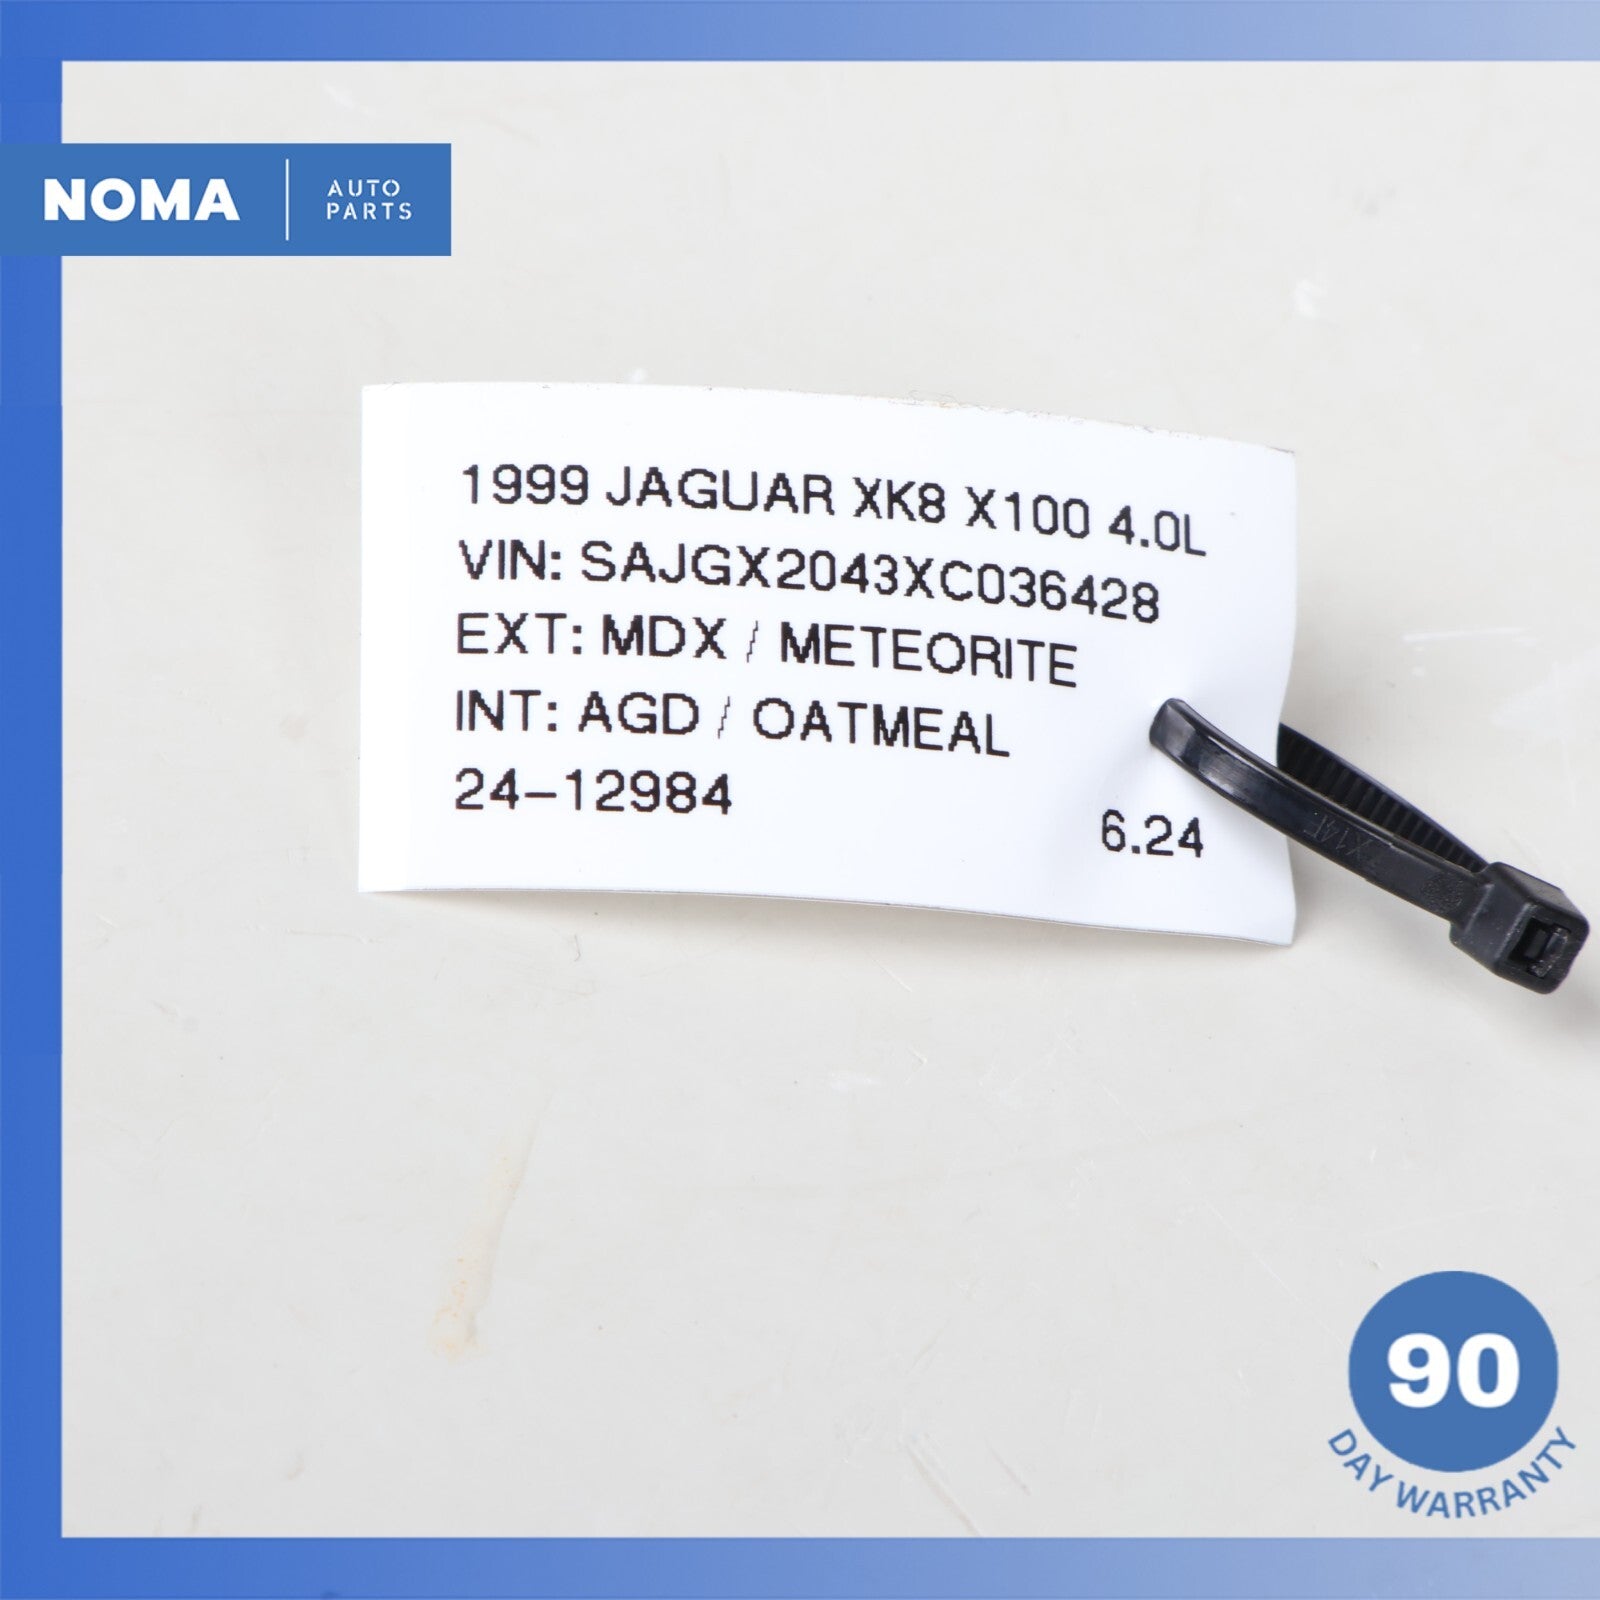 NOMA
AUTO
PARTS
1999 JAGUAR XK8 X100 4.0L
VIN: SAJGX2043XC036428
EXT: MDX / METEORITE
INT: AGD / OATMEAL
24-12984
6.24
90
DAY WARRANTY